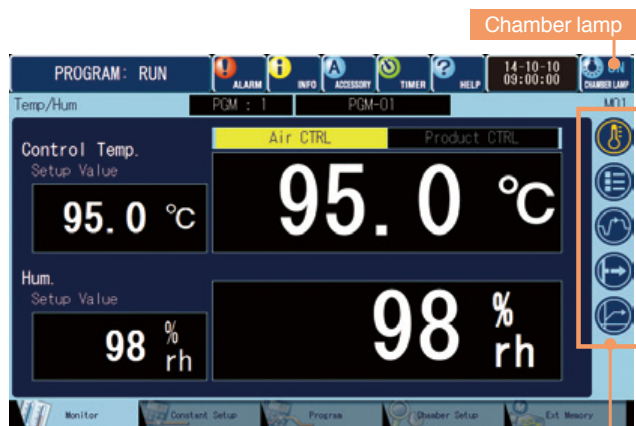 Chamber lamp
PROGRAM: RUN
ALARM
INFO
ACCESSORY
TIMER
HELP
14-10-10
09:00:00
ON
CHAMBER LAMP
Temp/Hum
PGM : 1
PGM-01
M01
Air CTRL
Product CTRL
Control Temp.
Setup Value
95.0 ℃
95.0 ℃
Hum.
Setup Value
98 % rh
98 % rh
Monitor
Constant Setup
Program
Chamber Setup
Ext Memory